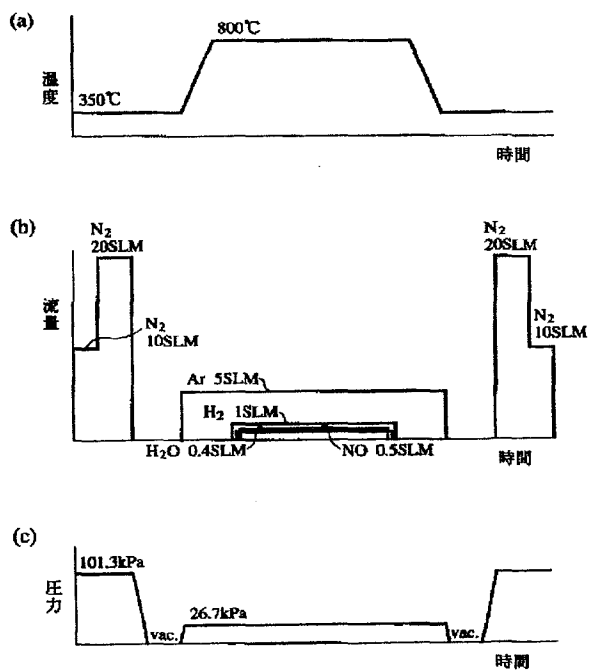 (a)
800℃
温度
350℃
時間
(b)
N2
20SLM
N2
20SLM
流量
N2
10SLM
N2
10SLM
Ar 5SLM
H2 1SLM
H2O 0.4SLM
NO 0.5SLM
時間
(c)
101.3kPa
圧力
26.7kPa
vac.
vac.
時間